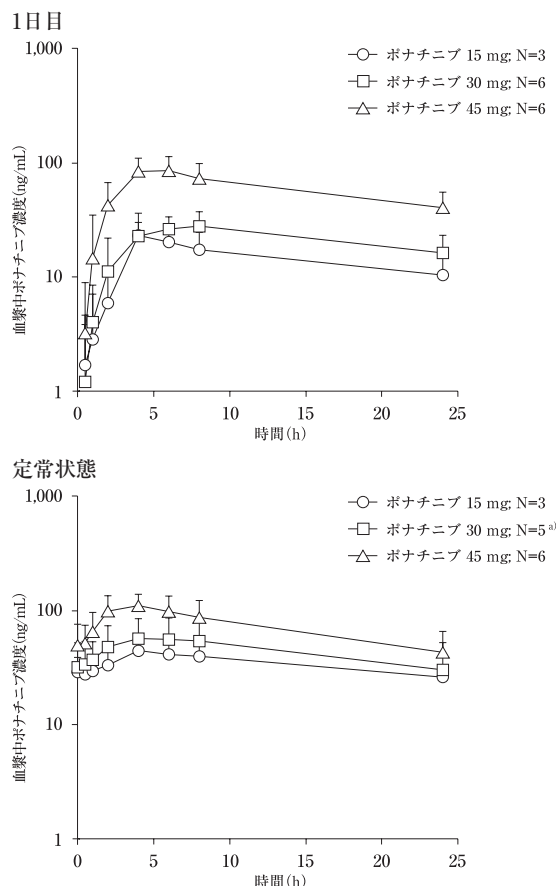 1日目
1,000
100
10
1
血漿中ポナチニブ濃度(ng/mL)
ポナチニブ 15 mg; N=3
ポナチニブ 30 mg; N=6
ポナチニブ 45 mg; N=6
0 5 10 15 20 25
時間(h)
定常状態
1,000
100
10
1
血漿中ポナチニブ濃度(ng/mL)
ポナチニブ 15 mg; N=3
ポナチニブ 30 mg; N=5 a)
ポナチニブ 45 mg; N=6
0 5 10 15 20 25
時間(h)